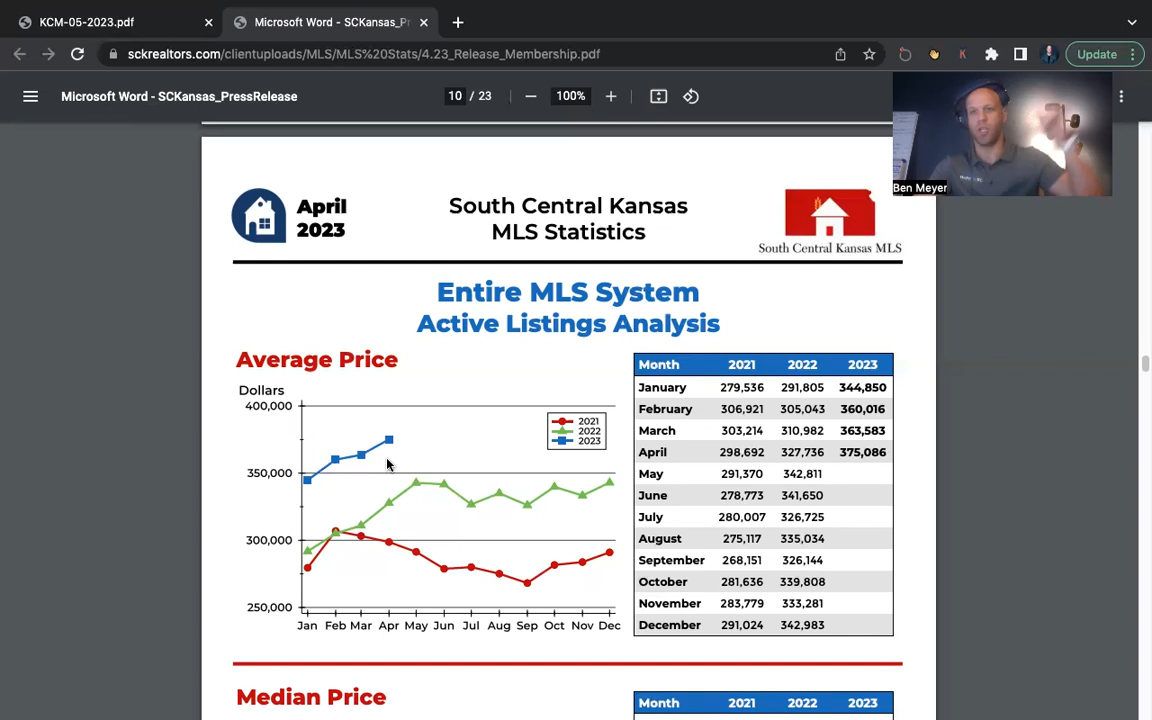 KCM-05-2023.pdf
Microsoft Word - SCKansas_Pr
sckrealtors.com/clientuploads/MLS/MLS%20Stats/4.23_Release_Membership.pdf
K
Update
Microsoft Word - SCKansas_PressRelease
10 / 23
100%
Ben Meyer
April
2023
South Central Kansas
MLS Statistics
South Central Kansas MLS
Entire MLS System
Active Listings Analysis
Average Price
Dollars
400,000
350,000
300,000
250,000
Jan Feb Mar Apr May Jun Jul Aug Sep Oct Nov Dec
2021
2022
2023
Month 2021 2022 2023
January 279,536 291,805 344,850
February 306,921 305,043 360,016
March 303,214 310,982 363,583
April 298,692 327,736 375,086
May 291,370 342,811
June 278,773 341,650
July 280,007 326,725
August 275,117 335,034
September 268,151 326,144
October 281,636 339,808
November 283,779 333,281
December 291,024 342,983
Median Price
Month 2021 2022 2023